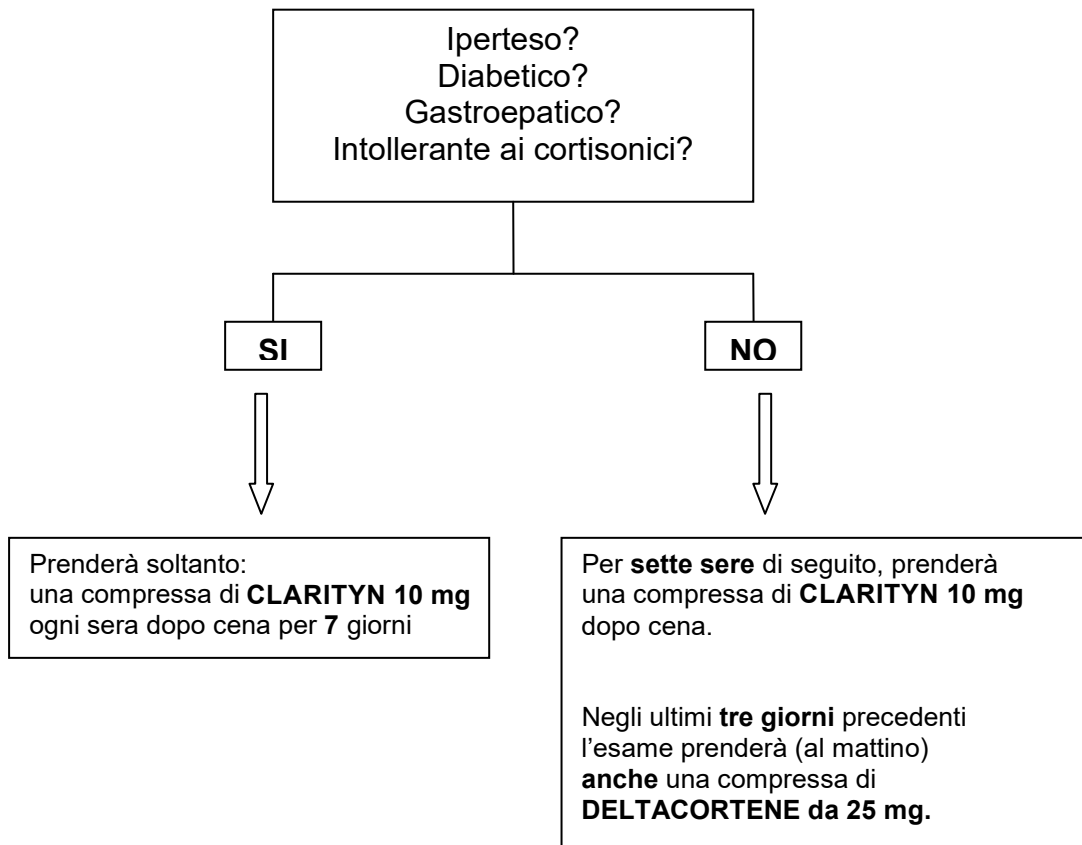 Iperteso?
Diabetico?
Gastroepatico?
Intollerante ai cortisonici?
SI
NO
Prenderà soltanto:
una compressa di CLARITYN 10 mg
ogni sera dopo cena per 7 giorni
Per sette sere di seguito, prenderà
una compressa di CLARITYN 10 mg
dopo cena.
Negli ultimi tre giorni precedenti
l’esame prenderà (al mattino)
anche una compressa di
DELTACORTENE da 25 mg.